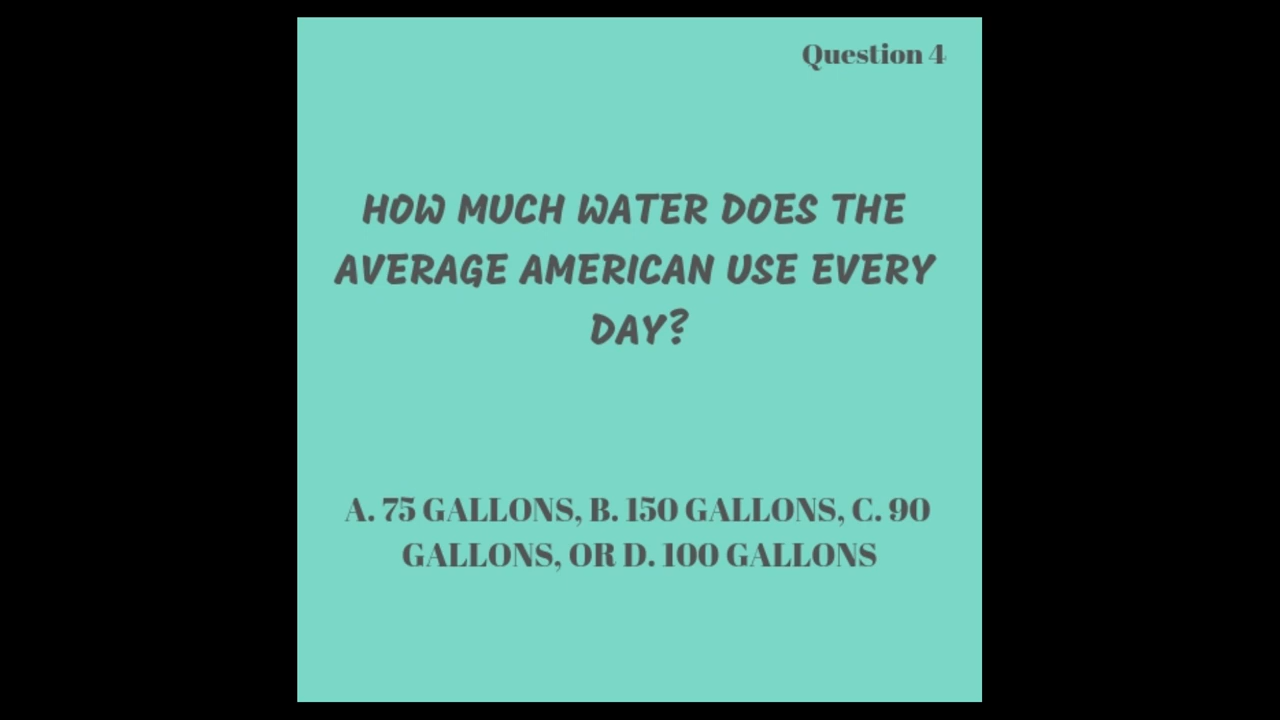 Question 4
HOW MUCH WATER DOES THE
AVERAGE AMERICAN USE EVERY
DAY?
A. 75 GALLONS, B. 150 GALLONS, C. 90
GALLONS, OR D. 100 GALLONS